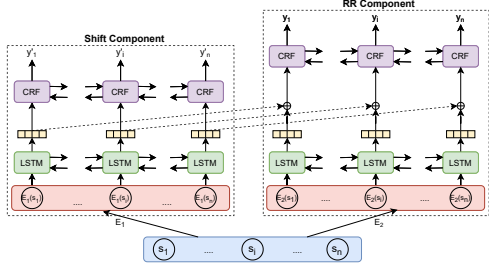 RR Component
Shift Component
y'1 y'i y'n
y1 yi yn
CRF CRF CRF
CRF CRF CRF
LSTM LSTM LSTM
LSTM LSTM LSTM
E1(s1) .... E1(si) .... E1(sn)
E2(s1) .... E2(si) .... E2(sn)
E1 E2
s1 .... si .... sn